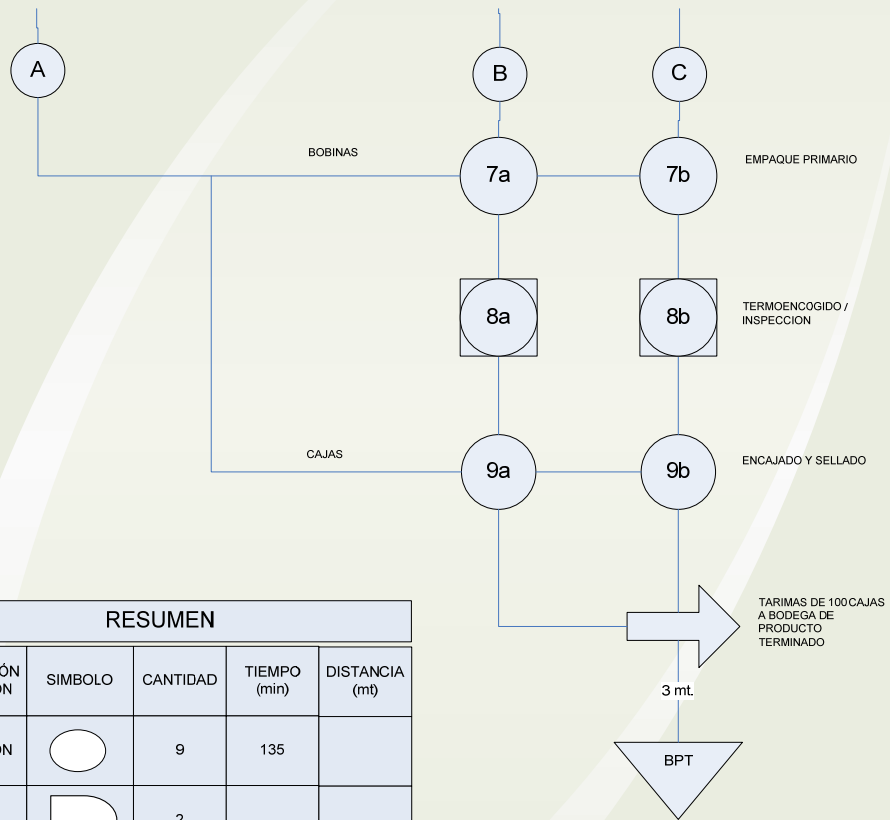 A
B
C
BOBINAS
7a
7b
EMPAQUE PRIMARIO
8a
8b
TERMOENCOGIDO /
INSPECCION
CAJAS
9a
9b
ENCAJADO Y SELLADO
TARIMAS DE 100 CAJAS
A BODEGA DE
PRODUCTO
TERMINADO
3 mt.
BPT
RESUMEN
SIMBOLO
CANTIDAD
TIEMPO
(min)
DISTANCIA
(mt)
9
135